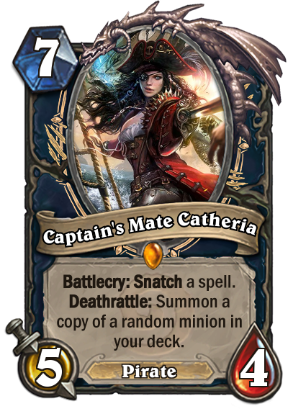 7
Captain's Mate Catheria
Battlecry: Snatch a spell.
Deathrattle: Summon a
copy of a random minion in
your deck.
5
Pirate
4